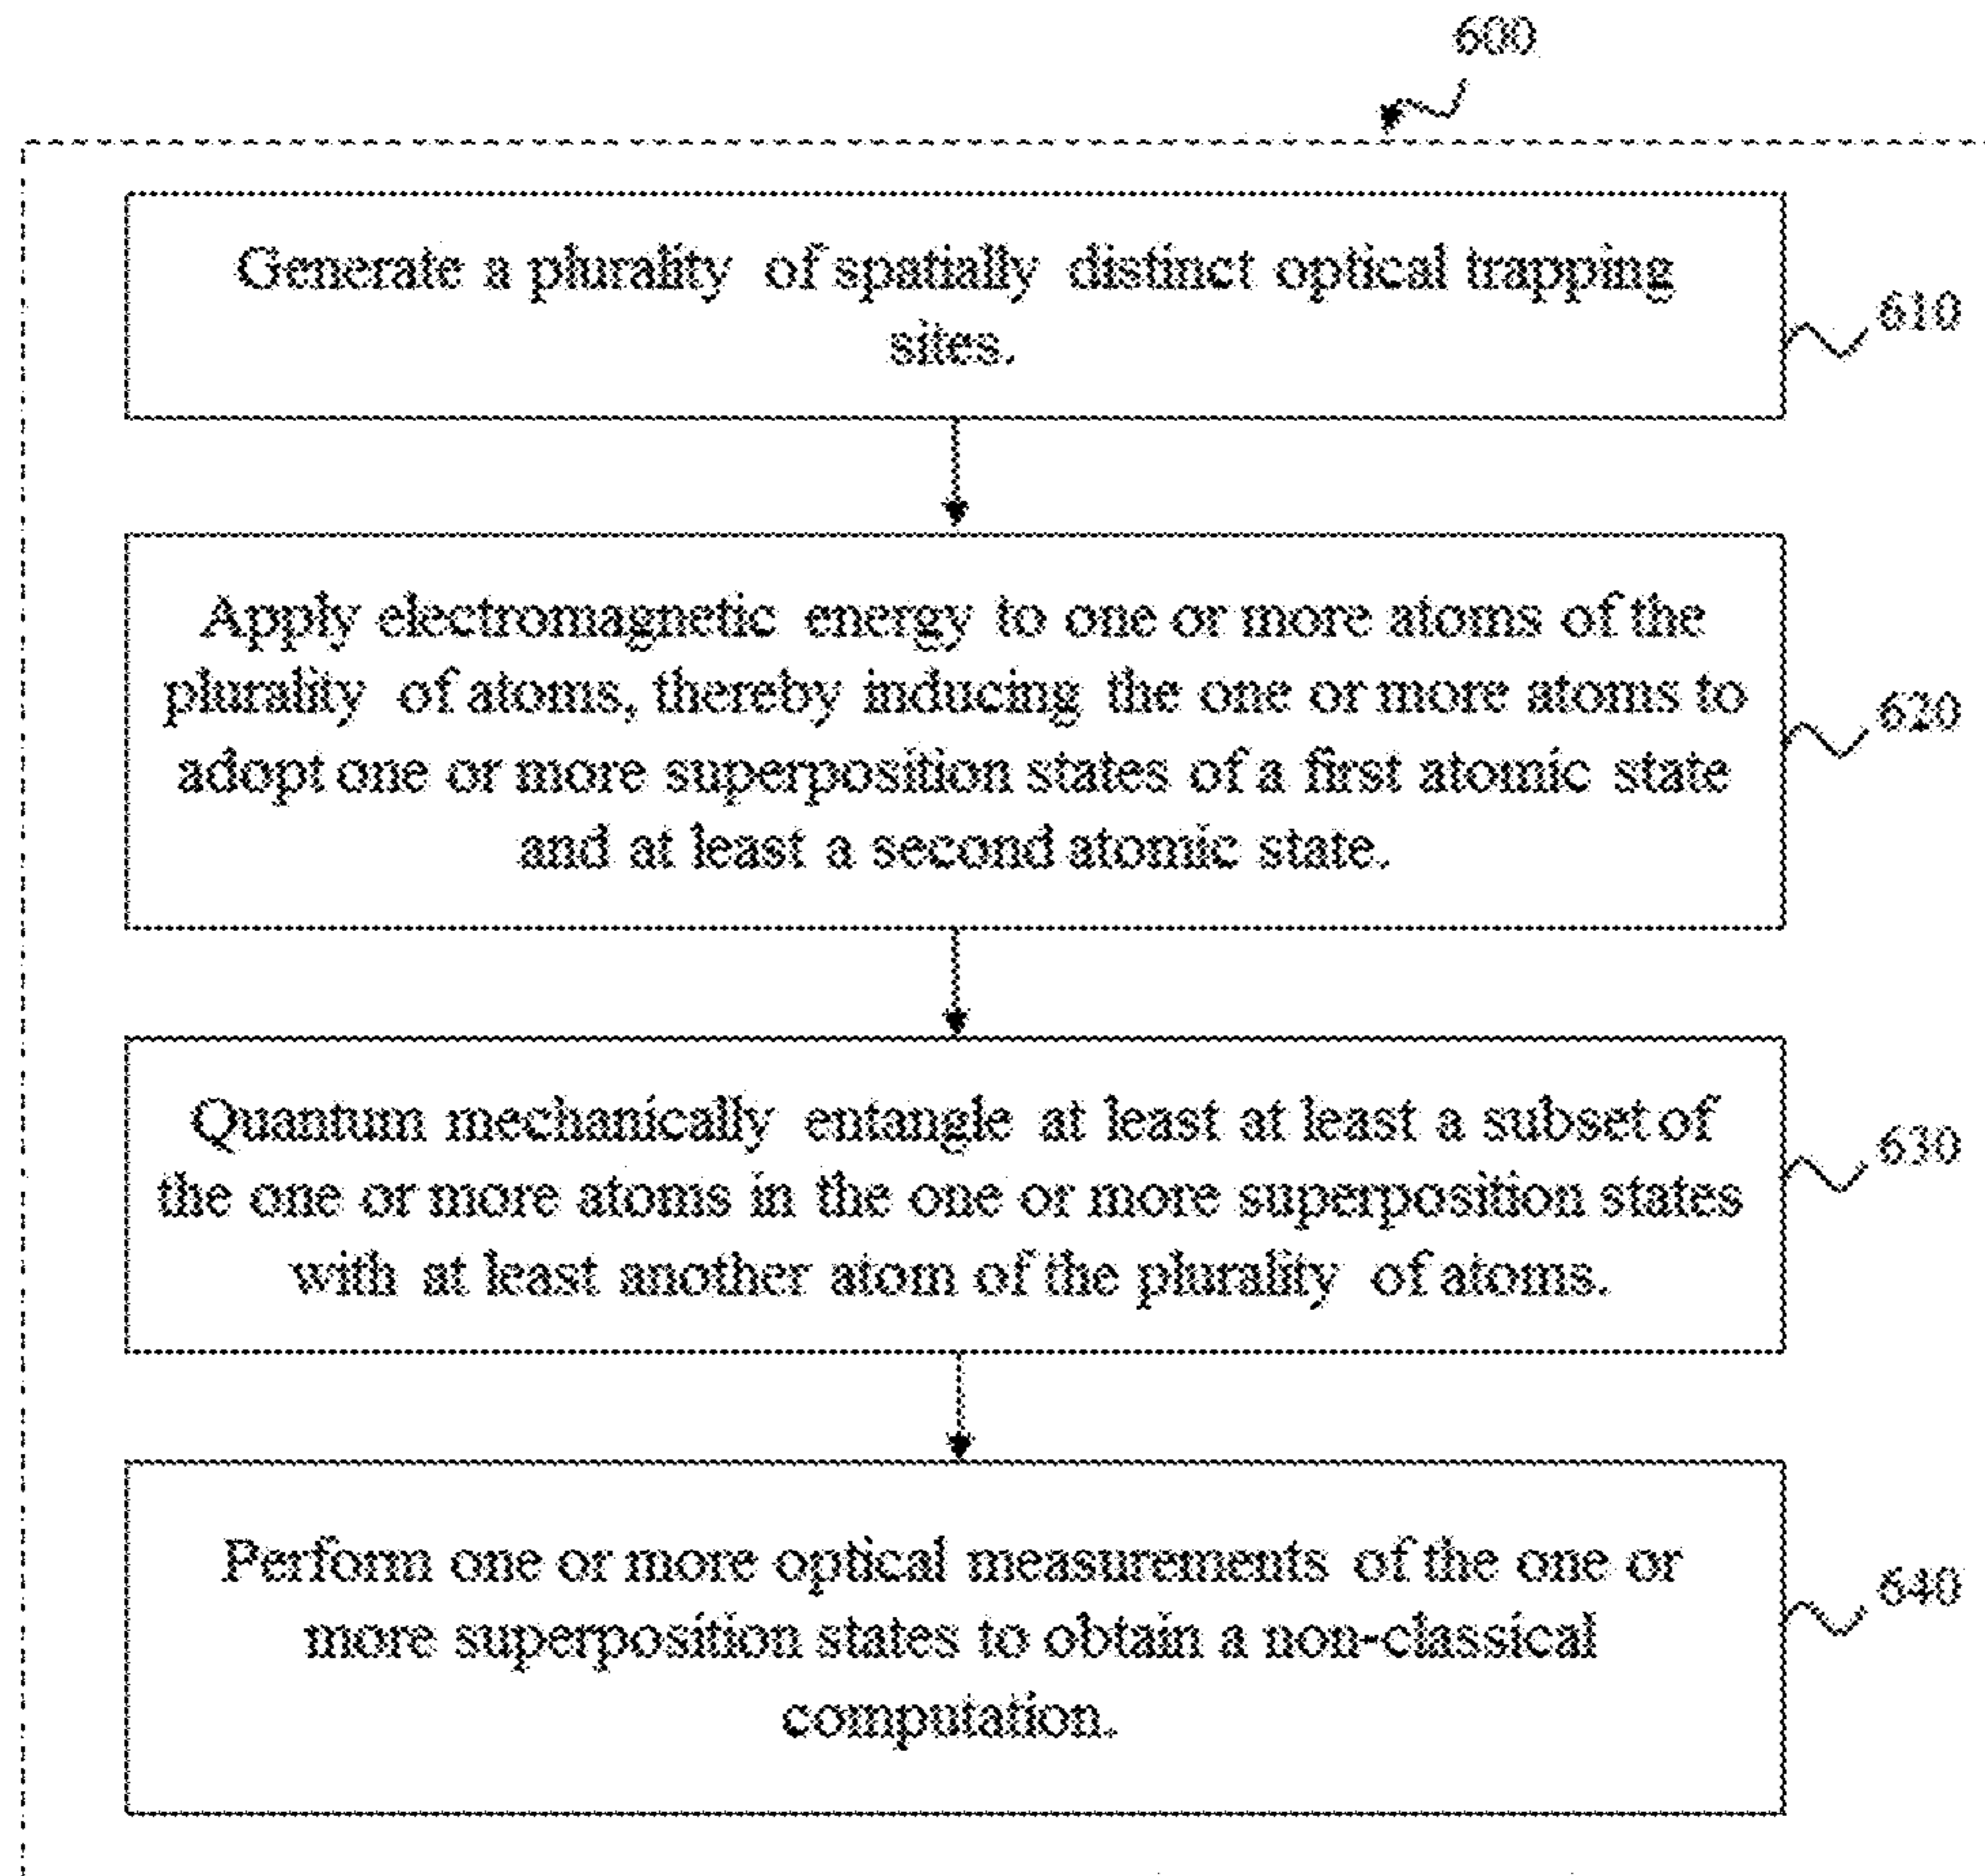 600
Generate a plurality of spatially distinct optical trapping
sites.
610
Apply electromagnetic energy to one or more atoms of the
plurality of atoms, thereby inducing the one or more atoms to
adopt one or more superposition states of a first atomic state
and at least a second atomic state.
620
Quantum mechanically entangle at least at least a subset of
the one or more atoms in the one or more superposition states
with at least another atom of the plurality of atoms.
630
Perform one or more optical measurements of the one or
more superposition states to obtain a non-classical
computation.
640